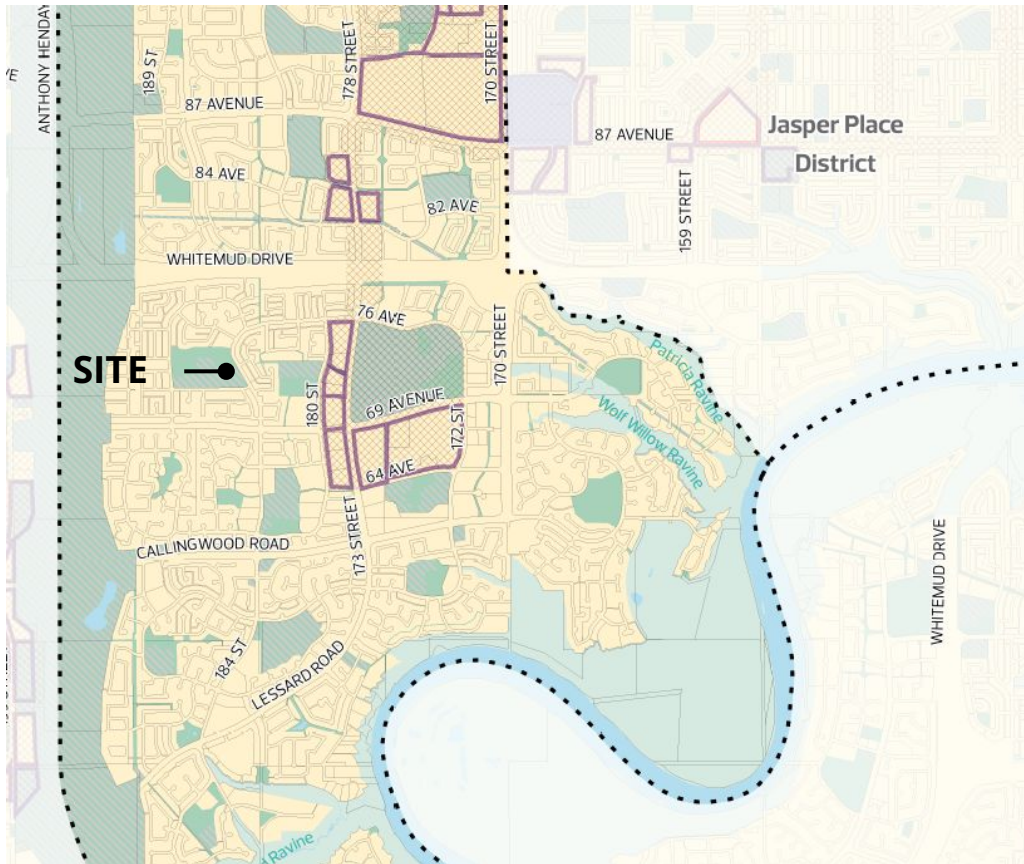 ANTHONY HENDAY
189 ST
178 STREET
170 STREET
87 AVENUE
87 AVENUE
Jasper Place
District
84 AVE
82 AVE
159 STREET
WHITEMUD DRIVE
76 AVE
170 STREET
Patricia Ravine
SITE
180 ST
69 AVENUE
172 ST
Wolf Willow Ravine
64 AVE
173 STREET
CALLINGWOOD ROAD
WHITEMUD DRIVE
184 ST
LESSARD ROAD
Ravine